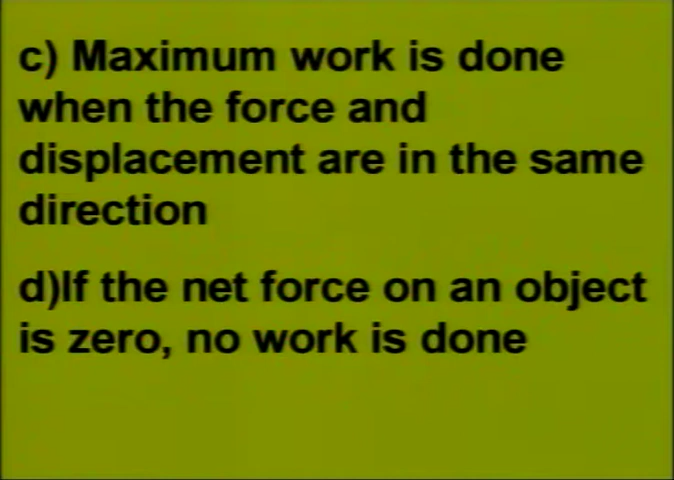 c) Maximum work is done
when the force and
displacement are in the same
direction
d)If the net force on an object
is zero, no work is done